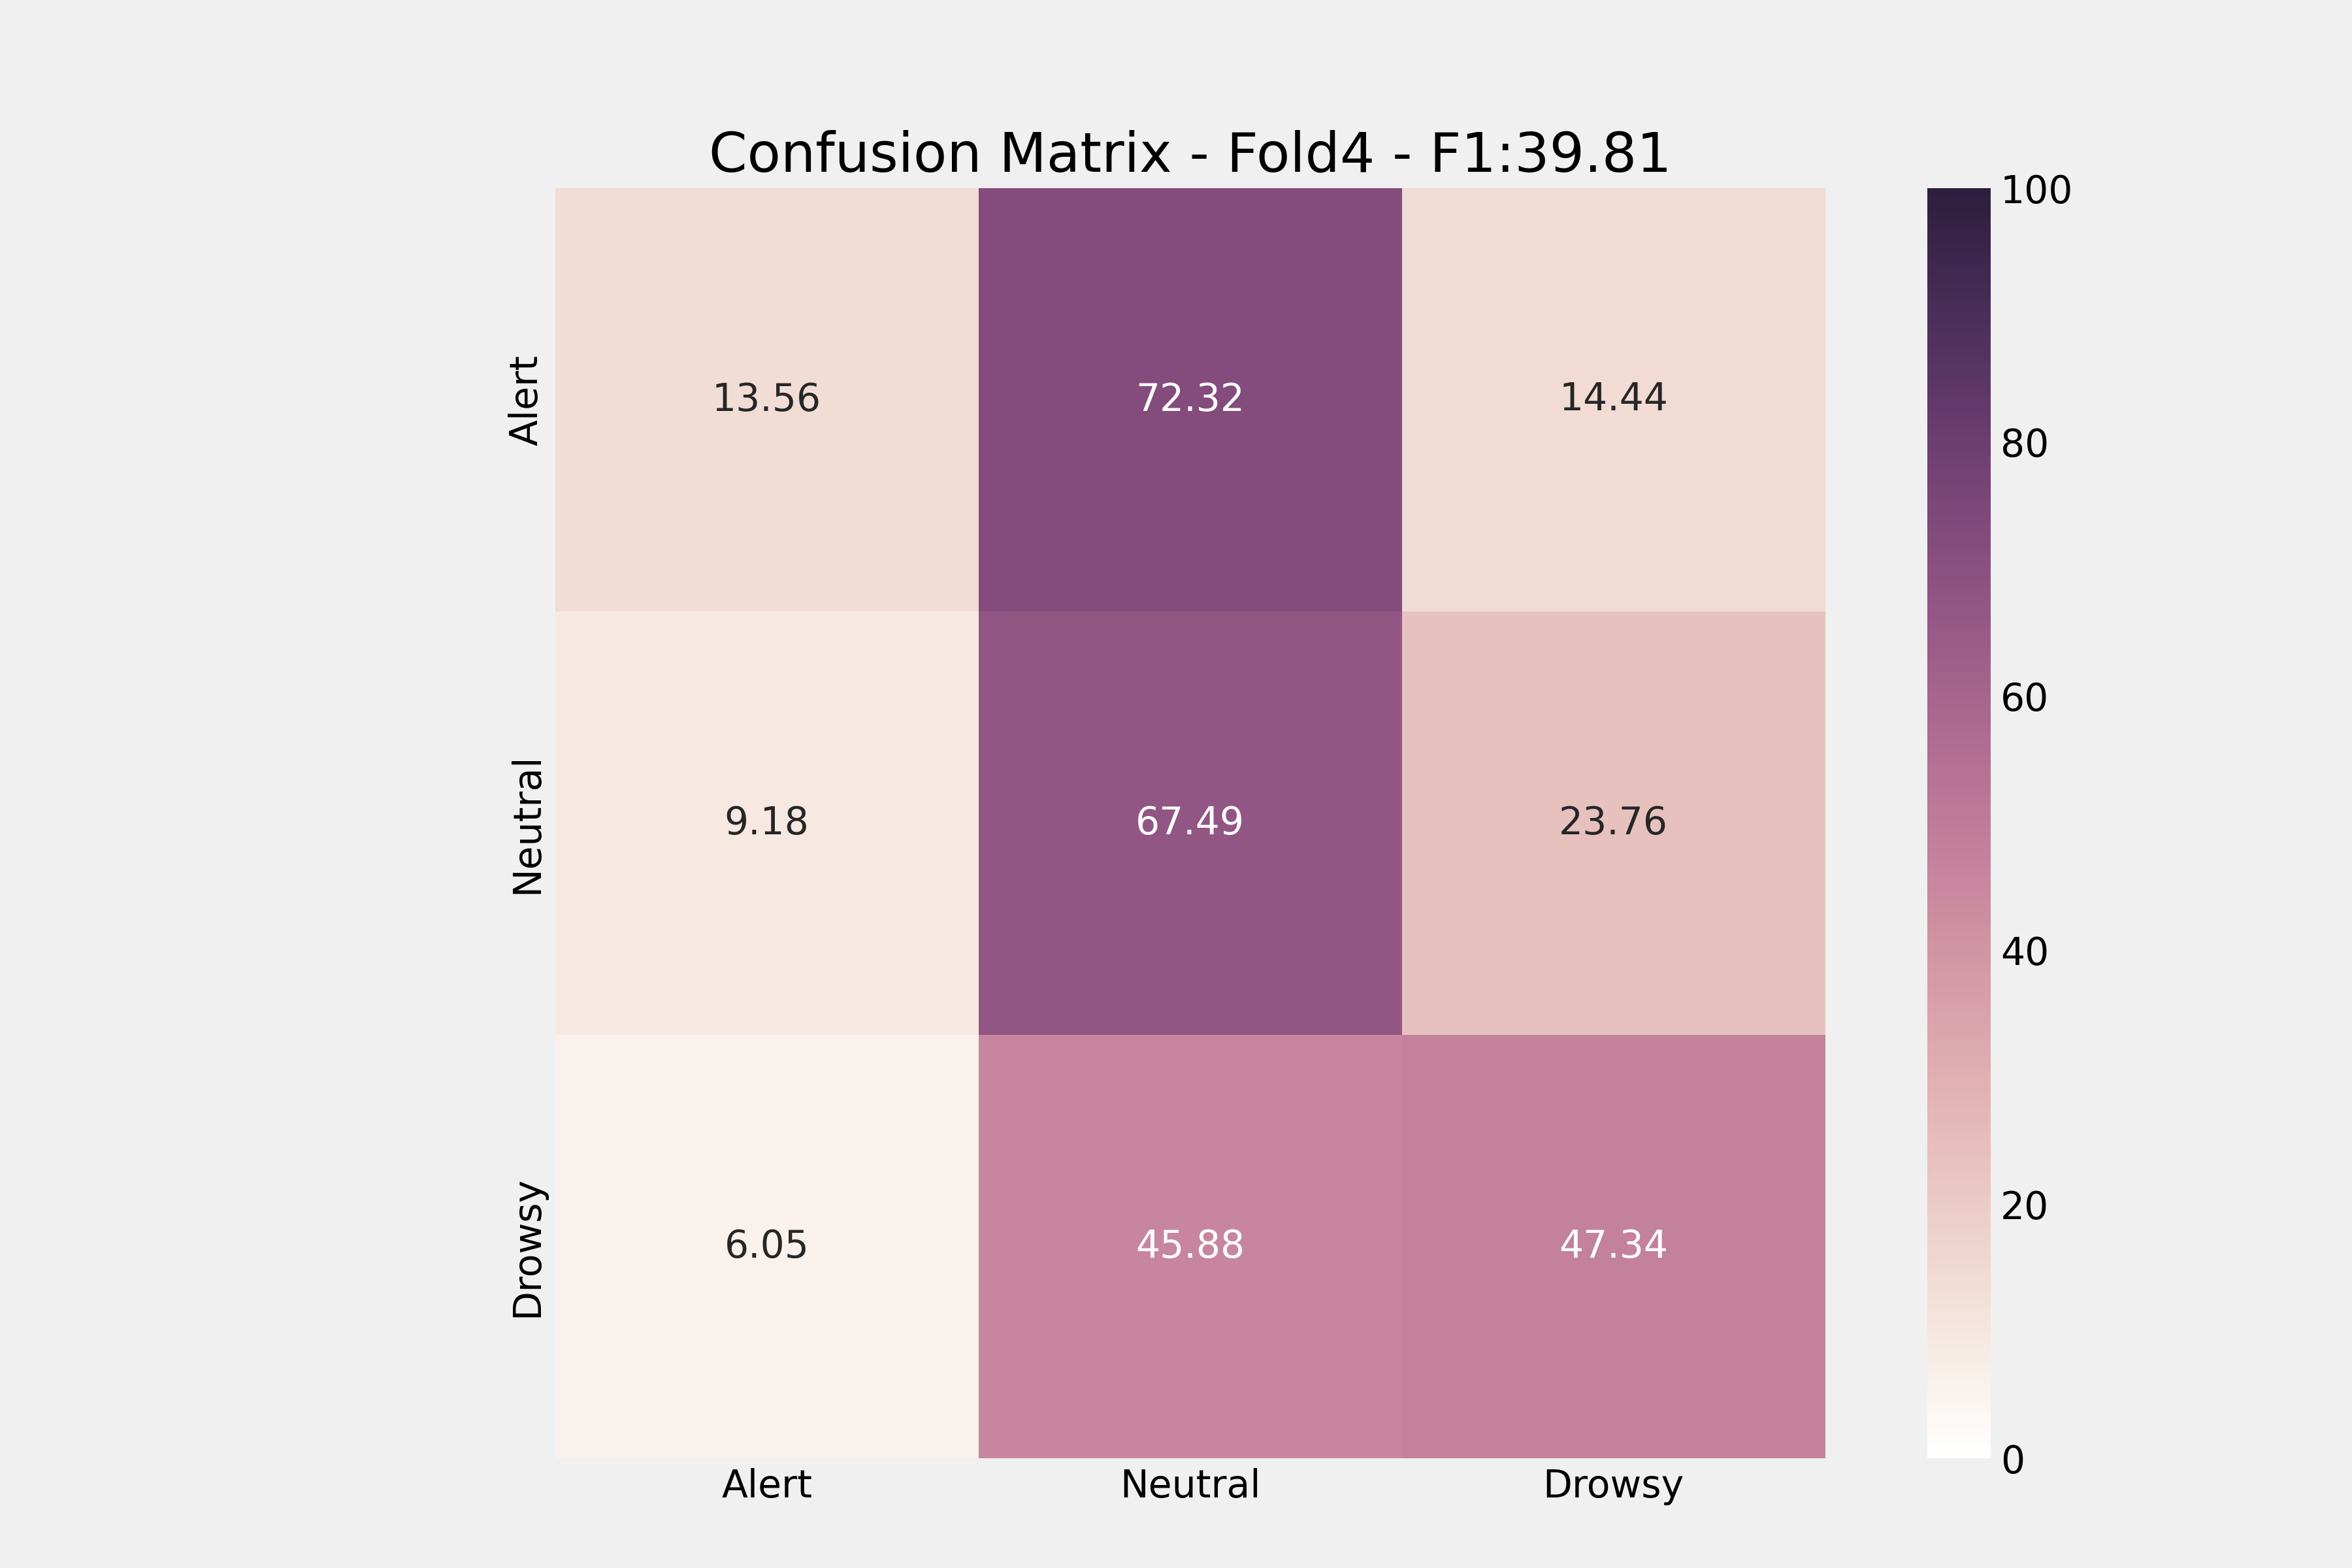 Confusion Matrix - Fold4 - F1:39.81
Alert 13.56 72.32 14.44
Neutral 9.18 67.49 23.76
Drowsy 6.05 45.88 47.34
Alert Neutral Drowsy
100
80
60
40
20
0